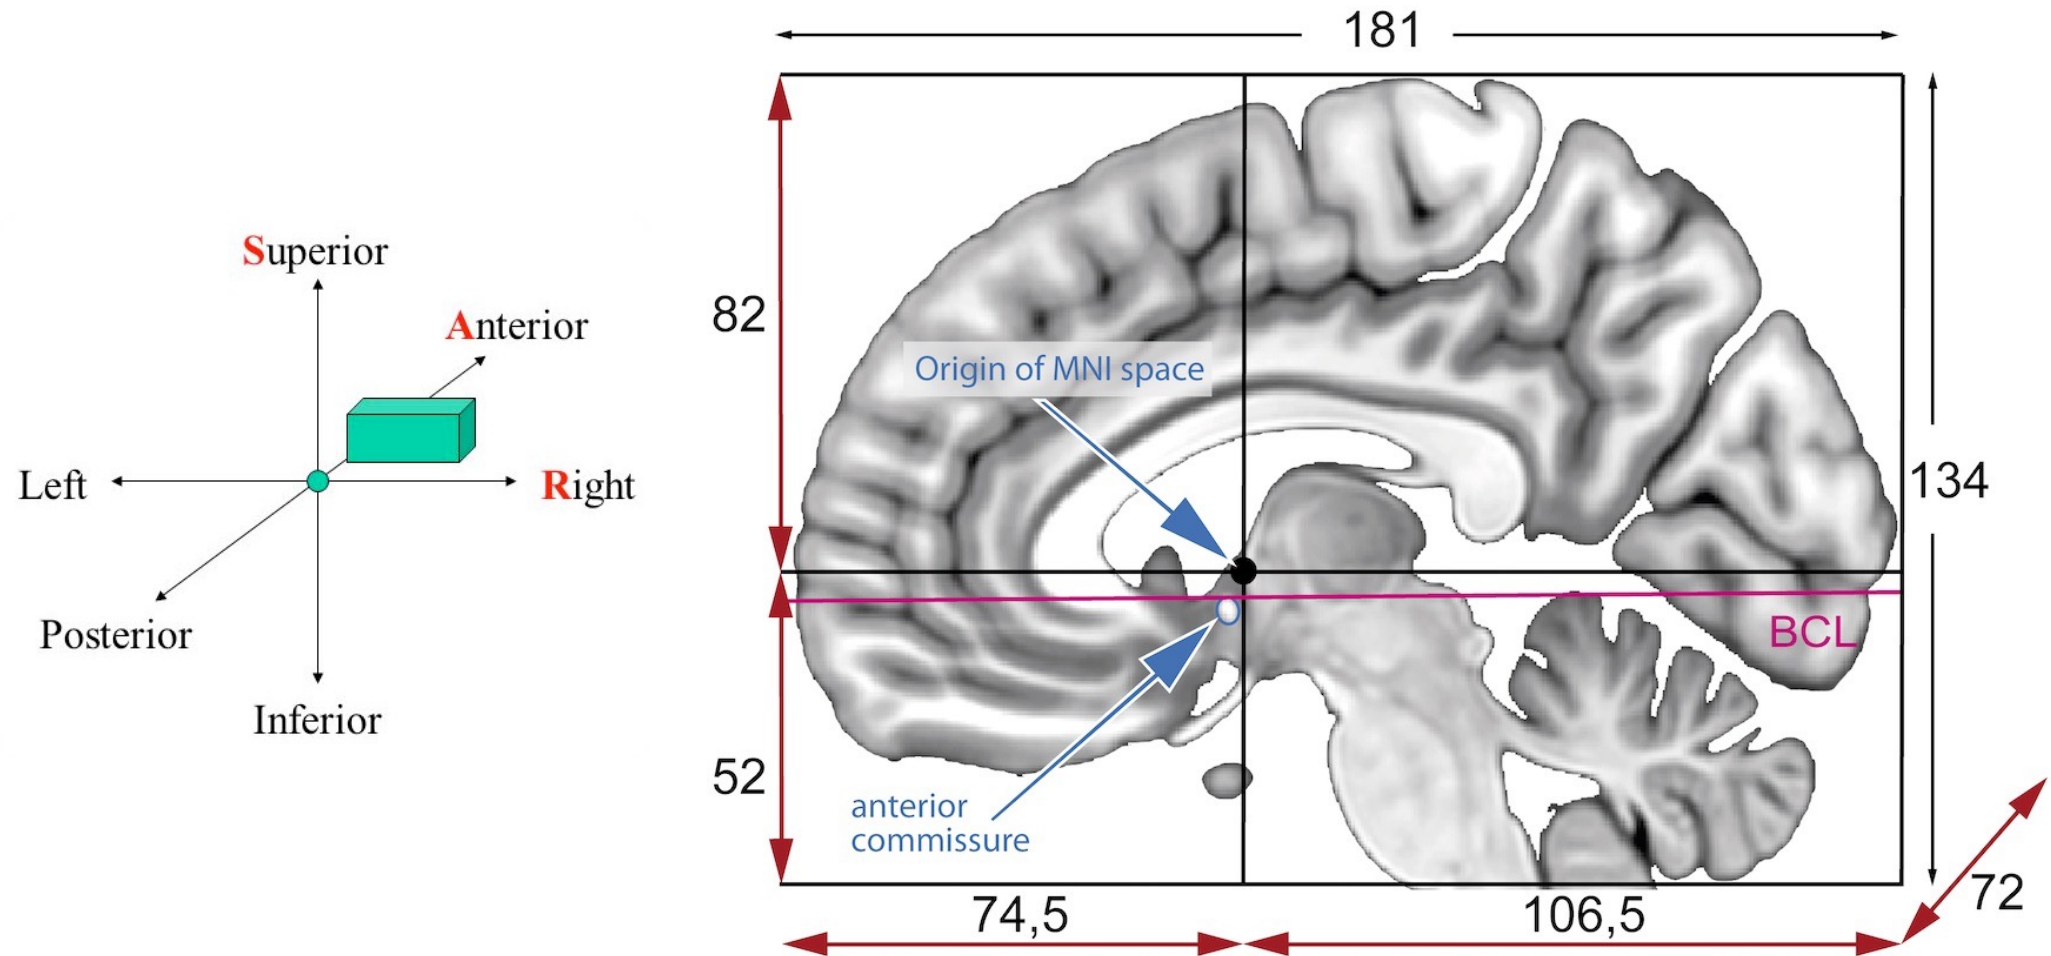 Superior
Anterior
Left
Right
Posterior
Inferior
181
82
Origin of MNI space
134
BCL
52
anterior
commissure
72
74,5
106,5